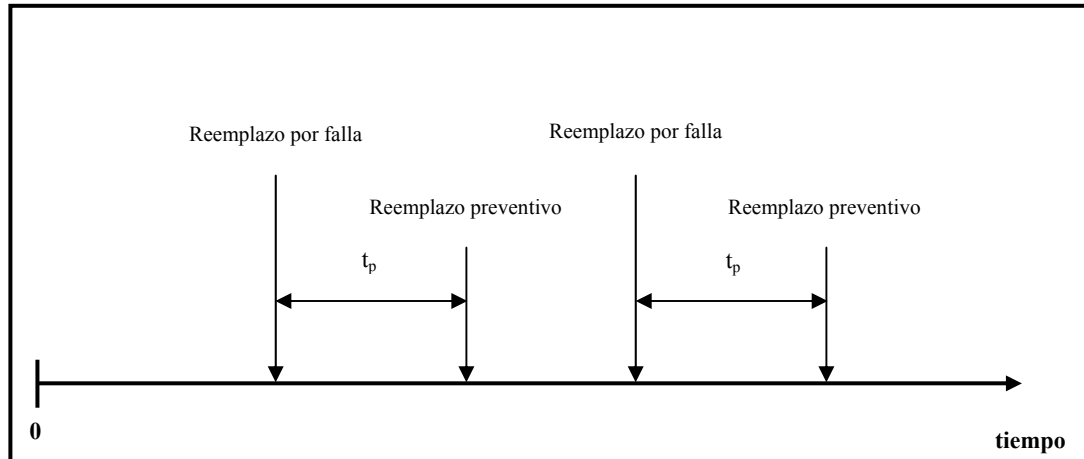 Reemplazo por falla
Reemplazo por falla
Reemplazo preventivo
Reemplazo preventivo
tp
tp
0
tiempo